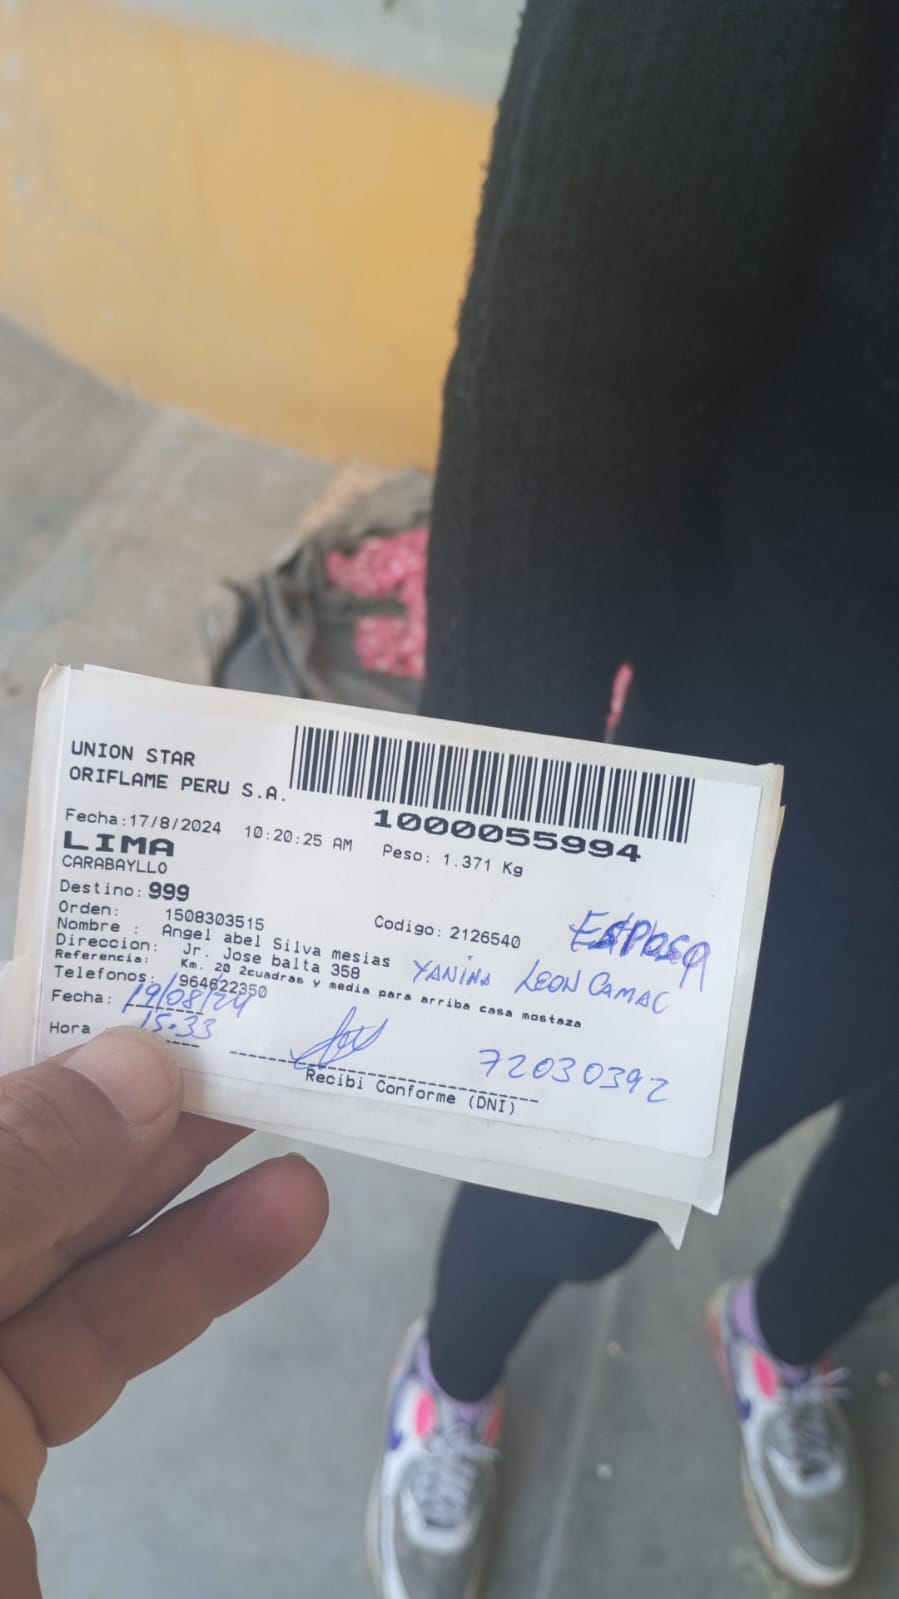 UNION STAR
ORIFLAME PERU S.A.
1000055994
Fecha:17/8/2024 10:20:25 AM Peso: 1.371 Kg
LIMA
CARABAYLLO
Destino: 999
Orden: 1508303515 Codigo: 2126540
Esposa
Nombre : Angel abel Silva mesias
Direccion: Jr. Jose balta 358
YANINA LEON CAMAC
Referencia: Km. 20 2cuadras y media para arriba casa mostaza
Telefonos: 964622350
Fecha: 19/08/24
Hora 15:33
72030392
Recibi Conforme (DNI)